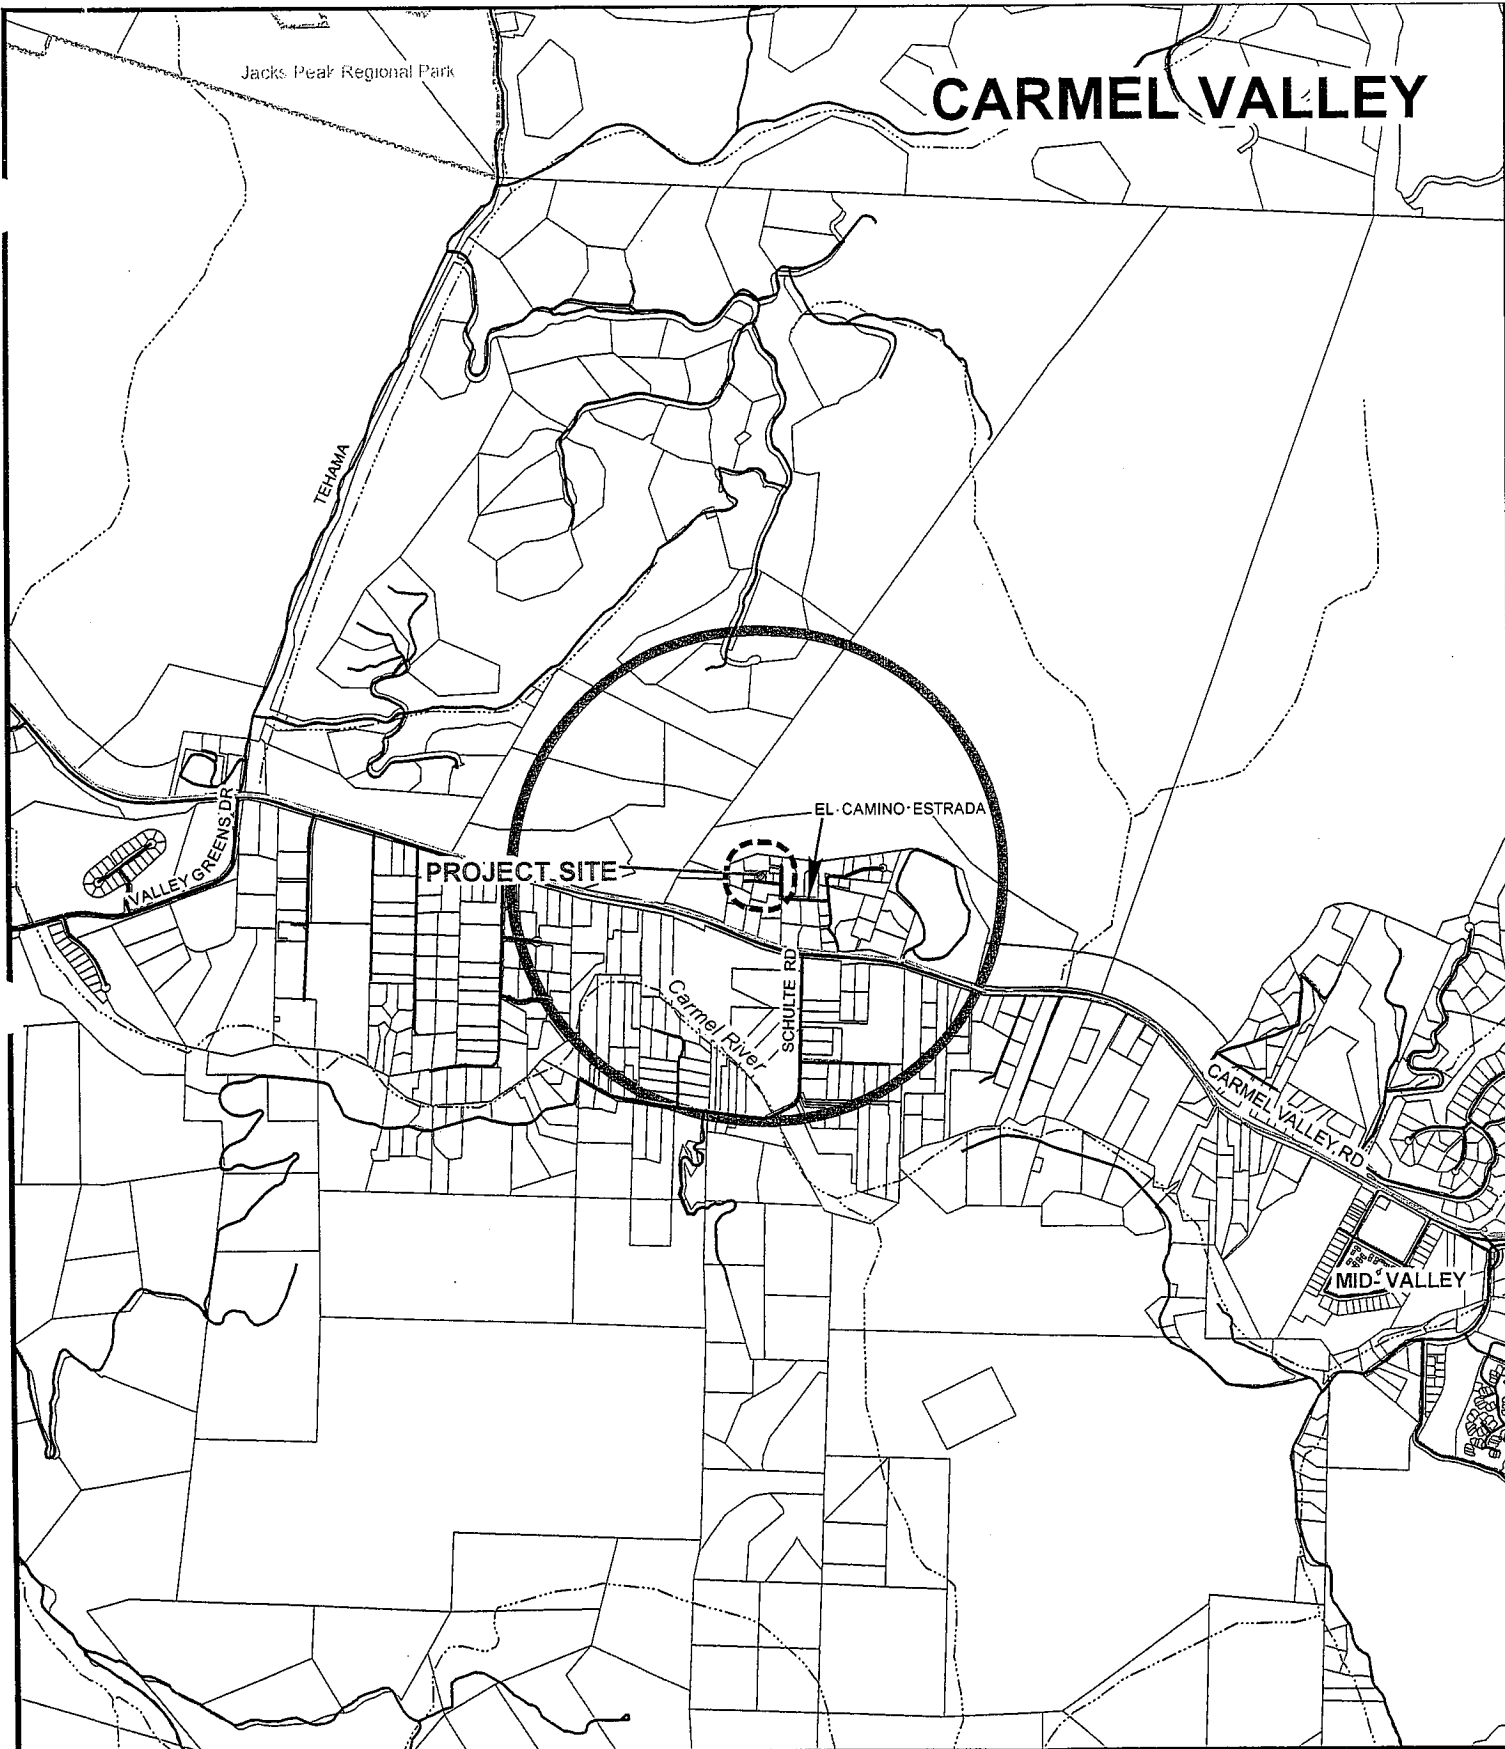 Jacks Peak Regional Park
CARMEL VALLEY
TEHAMA
EL CAMINO ESTRADA
VALLEY GREENS DR
PROJECT SITE
Carmel River
SCHULTE RD
CARMEL VALLEY RD
MID-VALLEY